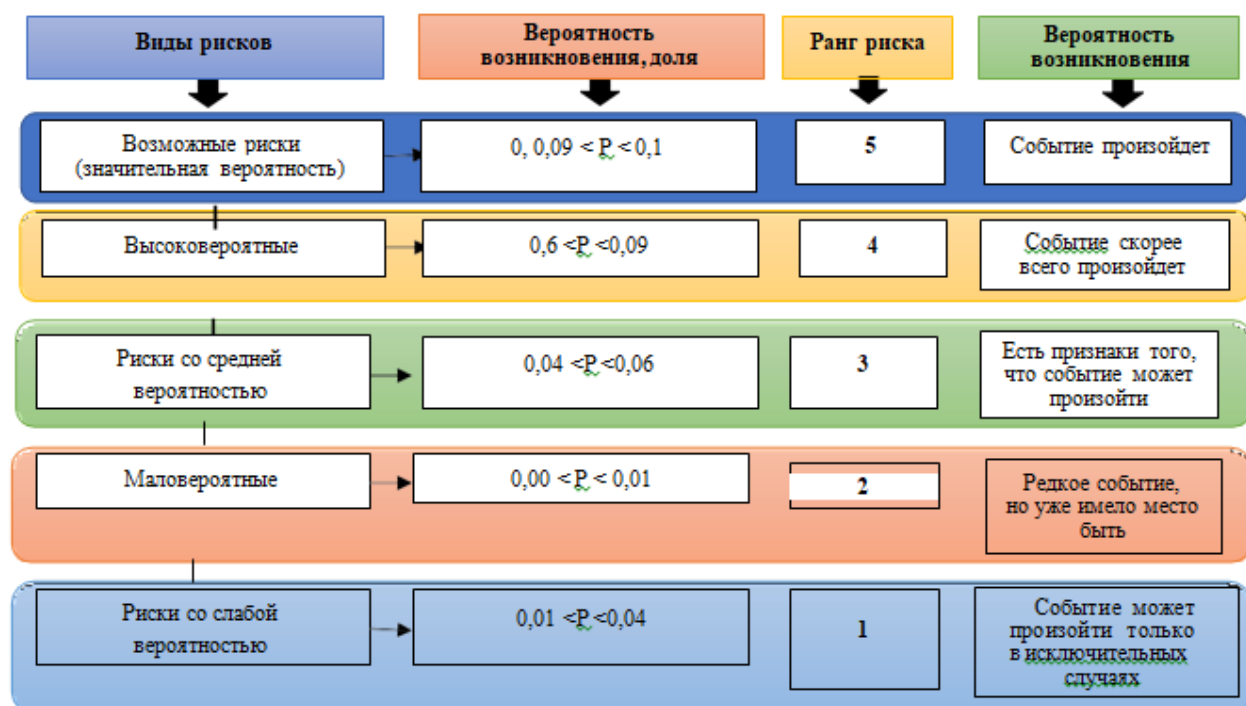 Виды рисков
Вероятность
возникновения, доля
Ранг риска
Вероятность
возникновения
Возможные риски
(значительная вероятность)
0, 0,09 < P < 0,1
5
Событие произойдет
Высоковероятные
0,6 <P <0,09
4
Событие скорее
всего произойдет
Риски со средней
вероятностью
0,04 <P <0,06
3
Есть признаки того,
что событие может
произойти
Маловероятные
0,00 < P < 0,01
2
Редкое событие,
но уже имело место
быть
Риски со слабой
вероятностью
0,01 <P <0,04
1
Событие может
произойти только
в исключительных
случаях